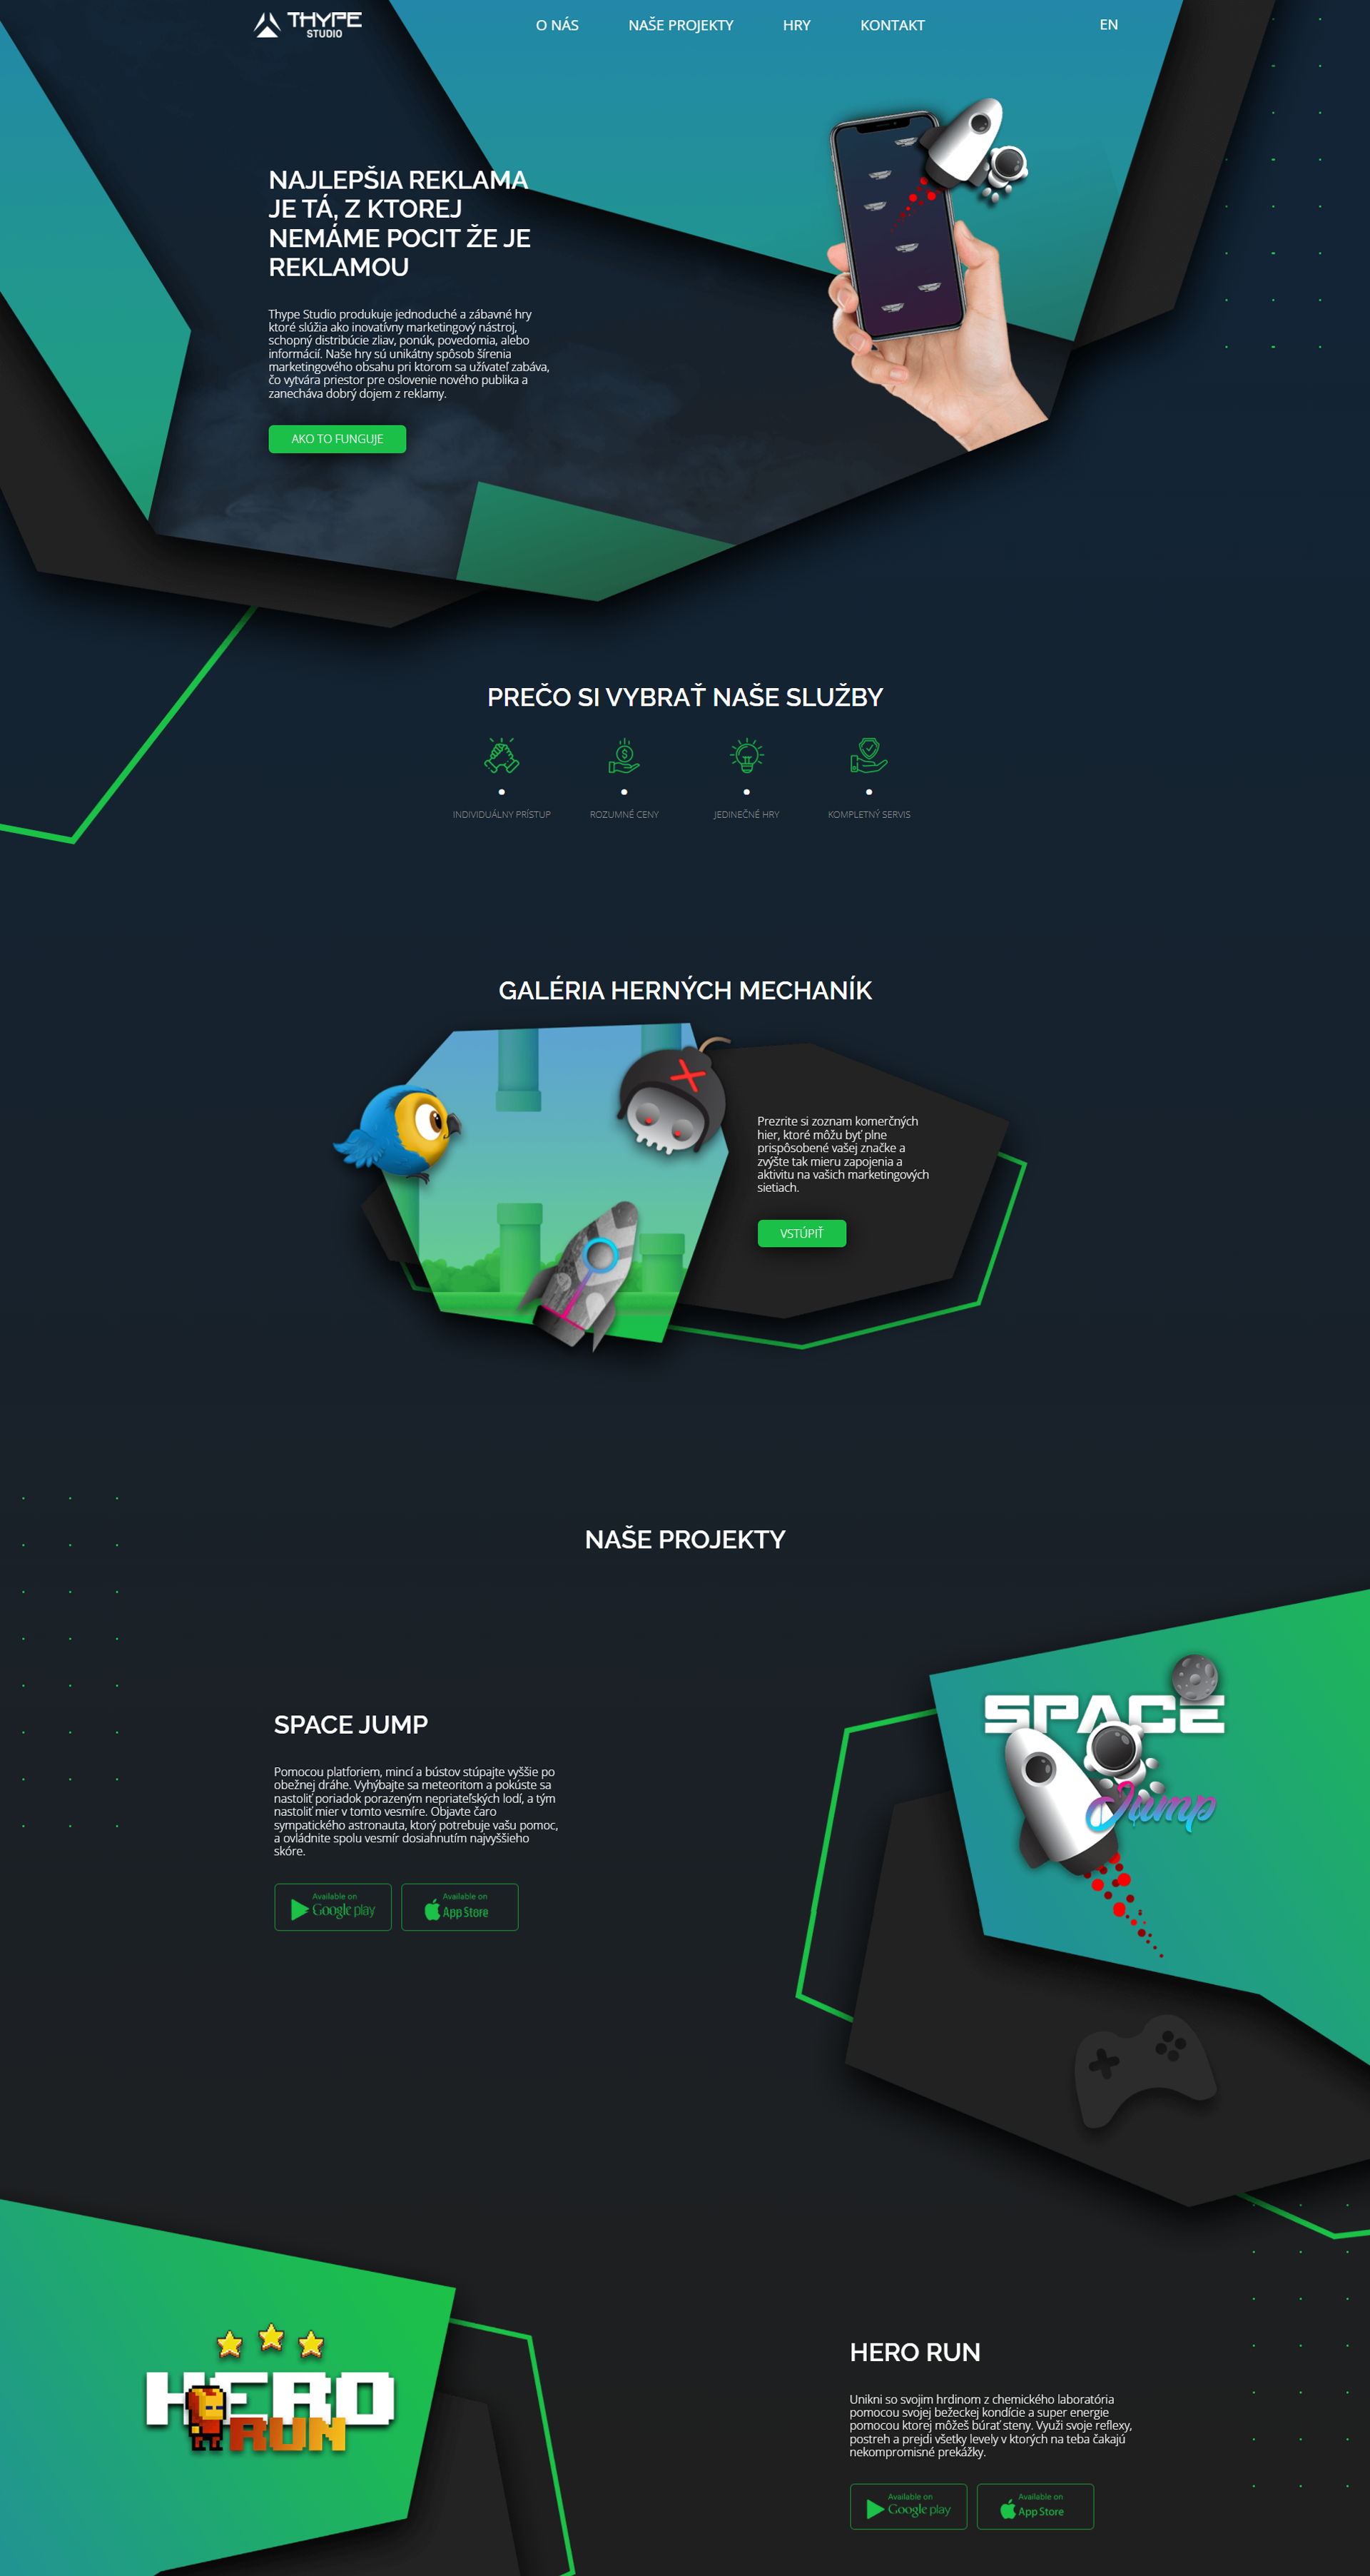 THYPE
STUDIO
O NÁS
NAŠE PROJEKTY
HRY
KONTAKT
EN
NAJLEPŠIA REKLAMA
JE TÁ, Z KTOREJ
NEMÁME POCIT ŽE JE
REKLAMOU
Thype Studio produkuje jednoduché a zábavné hry
ktoré slúžia ako inovatívny marketingový nástroj,
schopný distribúcie zliav, ponúk, povedomia, alebo
informácií. Naše hry sú unikátny spôsob šírenia
marketingového obsahu pri ktorom sa užívateľ zabáva,
čo vytvára priestor pre oslovenie nového publika a
zanecháva dobrý dojem z reklamy.
AKO TO FUNGUJE
PREČO SI VYBRAŤ NAŠE SLUŽBY
INDIVIDUÁLNY PRÍSTUP
ROZUMNÉ CENY
JEDINEČNÉ HRY
KOMPLETNÝ SERVIS
GALÉRIA HERNÝCH MECHANÍK
Prezrite si zoznam komerčných
hier, ktoré môžu byť plne
prispôsobené vašej značke a
zvýšte tak mieru zapojenia a
aktivitu na vašich marketingových
sietiach.
VSTÚPIŤ
NAŠE PROJEKTY
SPACE
Jump
SPACE JUMP
Pomocou platforiem, mincí a bústov stúpajte vyššie po
obežnej dráhe. Vyhýbajte sa meteoritom a pokúste sa
nastoliť poriadok porazeným nepriateľských lodí, a tým
nastoliť mier v tomto vesmíre. Objavte čaro
sympatického astronauta, ktorý potrebuje vašu pomoc,
a ovládnite spolu vesmír dosiahnutím najvyššieho
skóre.
Available on
Google play
Available on
App Store
HERO
RUN
HERO RUN
Unikni so svojim hrdinom z chemického laboratória
pomocou svojej bežeckej kondície a super energie
pomocou ktorej môžeš búrať steny. Využi svoje reflexy,
postreh a prejdi všetky levely v ktorých na teba čakajú
nekompromisné prekážky.
Available on
Google play
Available on
App Store